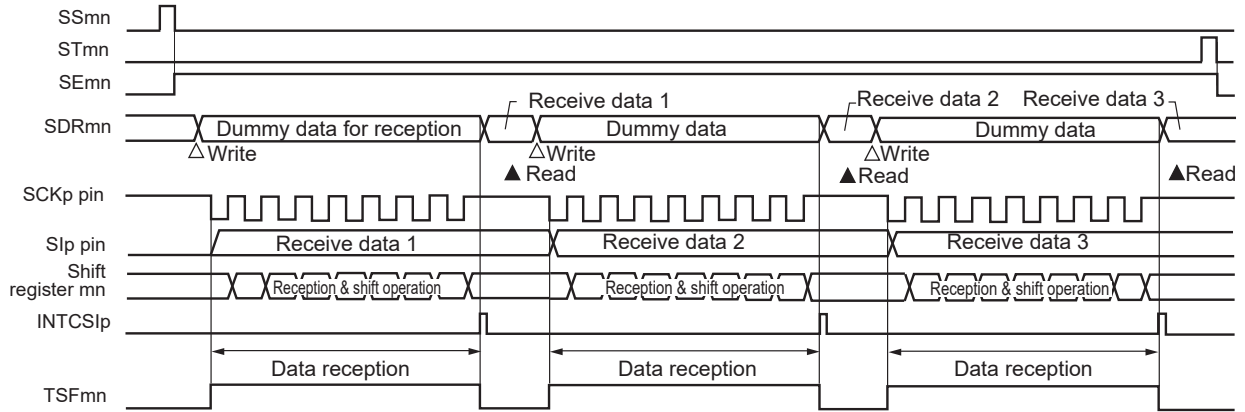 SSmn
STmn
SEmn
Receive data 1
Receive data 2
Receive data 3
SDRmn
Dummy data for reception
Dummy data
Dummy data
△Write
△Write
△Write
▲Read
▲Read
▲Read
SCKp pin
SIp pin
Receive data 1
Receive data 2
Receive data 3
Shift
register mn
Reception & shift operation
Reception & shift operation
Reception & shift operation
INTCSIp
Data reception
Data reception
Data reception
TSFmn